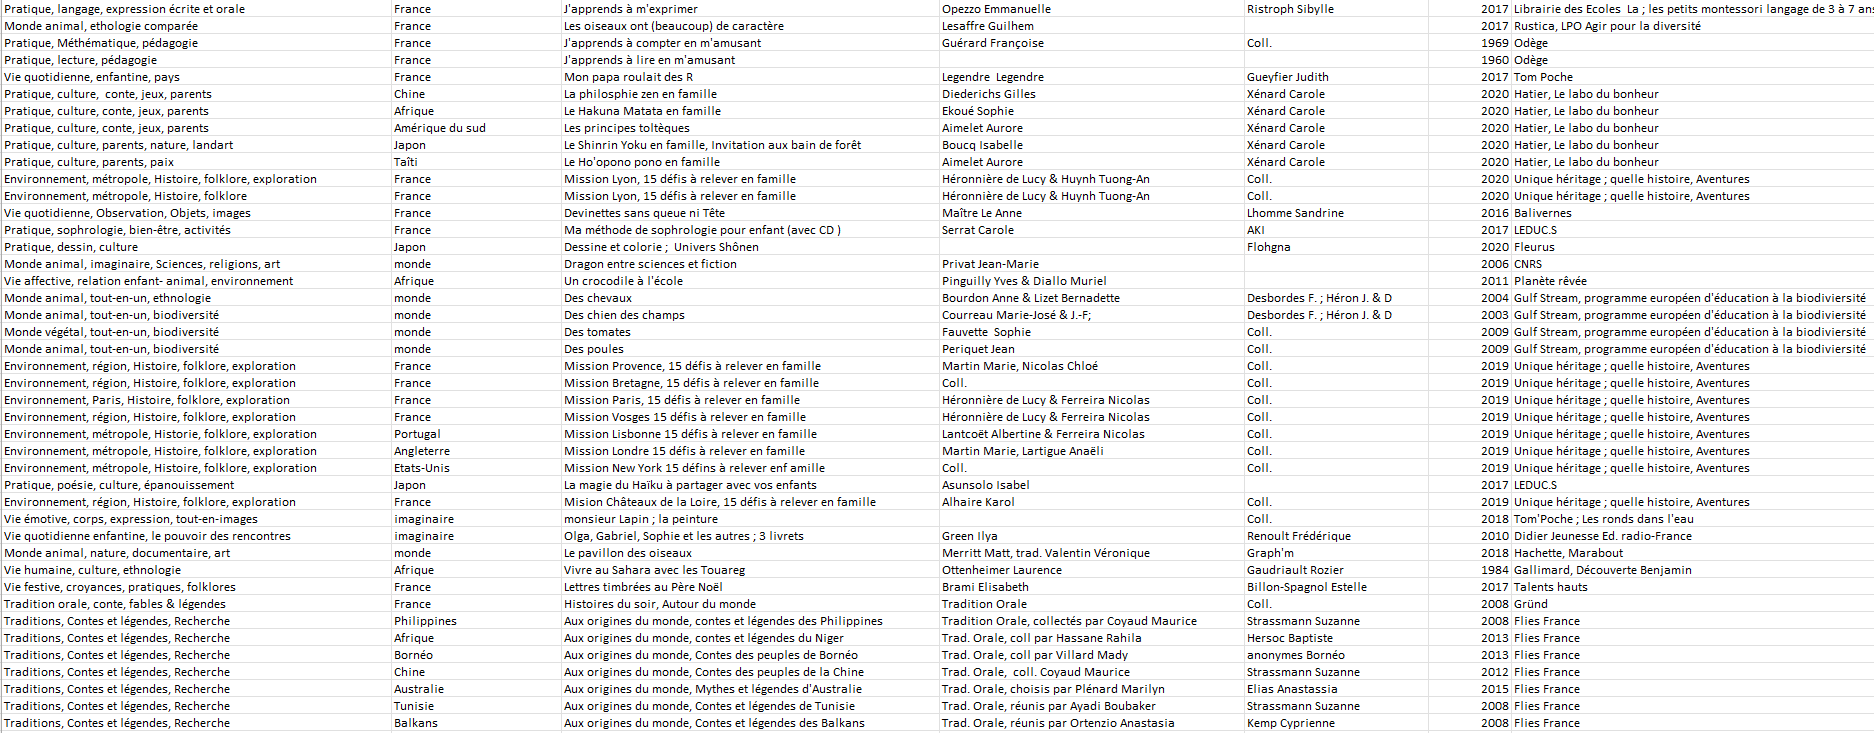 Pratique, langage, expression écrite et orale France J'apprends à m'exprimer Opezzo Emmanuelle Ristroph Sibylle 2017 Librairie des Ecoles La ; les petits montessori langage de 3 à 7 ans
Monde animal, ethologie comparée France Les oiseaux ont (beaucoup) de caractère Lesaffre Guilhem 2017 Rustica, LPO Agir pour la diversité
Pratique, Méthématique, pédagogie France J'apprends à compter en m'amusant Guérard Françoise Coll. 1969 Odège
Pratique, lecture, pédagogie France J'apprends à lire en m'amusant 1960 Odège
Vie quotidienne, enfantine, pays France Mon papa roulait des R Legendre Legendre Gueyfier Judith 2017 Tom Poche
Pratique, culture, conte, jeux, parents Chine La philosphie zen en famille Diederichs Gilles Xénard Carole 2020 Hatier, Le labo du bonheur
Pratique, culture, conte, jeux, parents Afrique Le Hakuna Matata en famille Ekoué Sophie Xénard Carole 2020 Hatier, Le labo du bonheur
Pratique, culture, conte, jeux, parents Amérique du sud Les principes toltèques Aimelet Aurore Xénard Carole 2020 Hatier, Le labo du bonheur
Pratique, culture, parents, nature, landart Japon Le Shinrin Yoku en famille, Invitation aux bain de forêt Boucq Isabelle Xénard Carole 2020 Hatier, Le labo du bonheur
Pratique, culture, parents, paix Taîti Le Ho'opono pono en famille Aimelet Aurore Xénard Carole 2020 Hatier, Le labo du bonheur
Environnement, métropole, Histoire, folklore, exploration France Mission Lyon, 15 défis à relever en famille Héronnière de Lucy & Huynh Tuong-An Coll. 2020 Unique héritage ; quelle histoire, Aventures
Environnement, métropole, Histoire, folklore France Mission Lyon, 15 défis à relever en famille Héronnière de Lucy & Huynh Tuong-An Coll. 2020 Unique héritage ; quelle histoire, Aventures
Vie quotidienne, Observation, Objets, images France Devinettes sans queue ni Tête Maître Le Anne Lhomme Sandrine 2016 Balivernes
Pratique, sophrologie, bien-être, activités France Ma méthode de sophrologie pour enfant (avec CD ) Serrat Carole AKI 2017 LEDUC.S
Pratique, dessin, culture Japon Dessine et colorie ; Univers Shônen Flohgna 2020 Fleurus
Monde animal, imaginaire, Sciences, religions, art monde Dragon entre sciences et fiction Privat Jean-Marie 2006 CNRS
Vie affective, relation enfant- animal, environnement Afrique Un crocodile à l'école Pinguilly Yves & Diallo Muriel 2011 Planète rêvée
Monde animal, tout-en-un, ethnologie monde Des chevaux Bourdon Anne & Lizet Bernadette Desbordes F. ; Héron J. & D 2004 Gulf Stream, programme européen d'éducation à la biodiviersité
Monde animal, tout-en-un, biodiversité monde Des chien des champs Courreau Marie-José & J.-F; Desbordes F. ; Héron J. & D 2003 Gulf Stream, programme européen d'éducation à la biodiviersité
Monde végétal, tout-en-un, biodiversité monde Des tomates Fauvette Sophie Coll. 2009 Gulf Stream, programme européen d'éducation à la biodiviersité
Monde animal, tout-en-un, biodiversité monde Des poules Periquet Jean Coll. 2009 Gulf Stream, programme européen d'éducation à la biodiviersité
Environnement, région, Histoire, folklore, exploration France Mission Provence, 15 défis à relever en famille Martin Marie, Nicolas Chloé Coll. 2019 Unique héritage ; quelle histoire, Aventures
Environnement, région, Histoire, folklore, exploration France Mission Bretagne, 15 défis à relever en famille Coll. Coll. 2019 Unique héritage ; quelle histoire, Aventures
Environnement, Paris, Histoire, folklore, exploration France Mission Paris, 15 défis à relever en famille Héronnière de Lucy & Ferreira Nicolas Coll. 2019 Unique héritage ; quelle histoire, Aventures
Environnement, région, Histoire, folklore, exploration France Mission Vosges 15 défis à relever en famille Héronnière de Lucy & Ferreira Nicolas Coll. 2019 Unique héritage ; quelle histoire, Aventures
Environnement, métropole, Historie, folklore, exploration Portugal Mission Lisbonne 15 défis à relever en famille Lantcoët Albertine & Ferreira Nicolas Coll. 2019 Unique héritage ; quelle histoire, Aventures
Environnement, métropole, Histoire, folklore, exploration Angleterre Mission Londre 15 défis à relever en famille Martin Marie, Lartigue Anaëli Coll. 2019 Unique héritage ; quelle histoire, Aventures
Environnement, métropole, Histoire, folklore, exploration Etats-Unis Mission New York 15 défins à relever enf amille Coll. Coll. 2019 Unique héritage ; quelle histoire, Aventures
Pratique, poésie, culture, épanouissement Japon La magie du Haïku à partager avec vos enfants Asunsolo Isabel 2017 LEDUC.S
Environnement, région, Histoire, folklore, exploration France Mision Châteaux de la Loire, 15 défis à relever en famille Alhaire Karol Coll. 2019 Unique héritage ; quelle histoire, Aventures
Vie émotive, corps, expression, tout-en-images imaginaire monsieur Lapin ; la peinture Coll. 2018 Tom'Poche ; Les ronds dans l'eau
Vie quotidienne enfantine, le pouvoir des rencontres imaginaire Olga, Gabriel, Sophie et les autres ; 3 livrets Green Ilya Renoult Frédérique 2010 Didier Jeunesse Ed. radio-France
Monde animal, nature, documentaire, art monde Le pavillon des oiseaux Merritt Matt, trad. Valentin Véronique Graph'm 2018 Hachette, Marabout
Vie humaine, culture, ethnologie Afrique Vivre au Sahara avec les Touareg Ottenheimer Laurence Gaudriault Rozier 1984 Gallimard, Découverte Benjamin
Vie festive, croyances, pratiques, folklores France Lettres timbrées au Père Noël Brami Elisabeth Billon-Spagnol Estelle 2017 Talents hauts
Tradition orale, conte, fables & légendes France Histoires du soir, Autour du monde Tradition Orale Coll. 2008 Gründ
Traditions, Contes et légendes, Recherche Philippines Aux origines du monde, contes et légendes des Philippines Tradition Orale, collectés par Coyaud Maurice Strassmann Suzanne 2008 Flies France
Traditions, Contes et légendes, Recherche Afrique Aux origines du monde, contes et légendes du Niger Trad. Orale, coll par Hassane Rahila Hersoc Baptiste 2013 Flies France
Traditions, Contes et légendes, Recherche Bornéo Aux origines du monde, Contes des peuples de Bornéo Trad. Orale, coll par Villard Mady anonymes Bornéo 2013 Flies France
Traditions, Contes et légendes, Recherche Chine Aux origines du monde, Contes des peuples de la Chine Trad. Orale, coll. Coyaud Maurice Strassmann Suzanne 2012 Flies France
Traditions, Contes et légendes, Recherche Australie Aux origines du monde, Mythes et légendes d'Australie Trad. Orale, choisis par Plénard Marilyn Elias Anastassia 2015 Flies France
Traditions, Contes et légendes, Recherche Tunisie Aux origines du monde, Contes et légendes de Tunisie Trad. Orale, réunis par Ayadi Boubaker Strassmann Suzanne 2008 Flies France
Traditions, Contes et légendes, Recherche Balkans Aux origines du monde, Contes et légendes des Balkans Trad. Orale, réunis par Ortenzio Anastasia Kemp Cyprienne 2008 Flies France